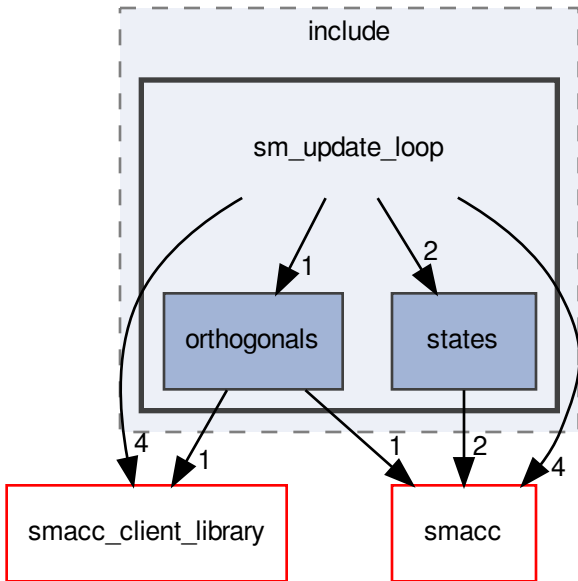 include
sm_update_loop
1
2
orthogonals
states
4
1
1
2
4
smacc_client_library
smacc